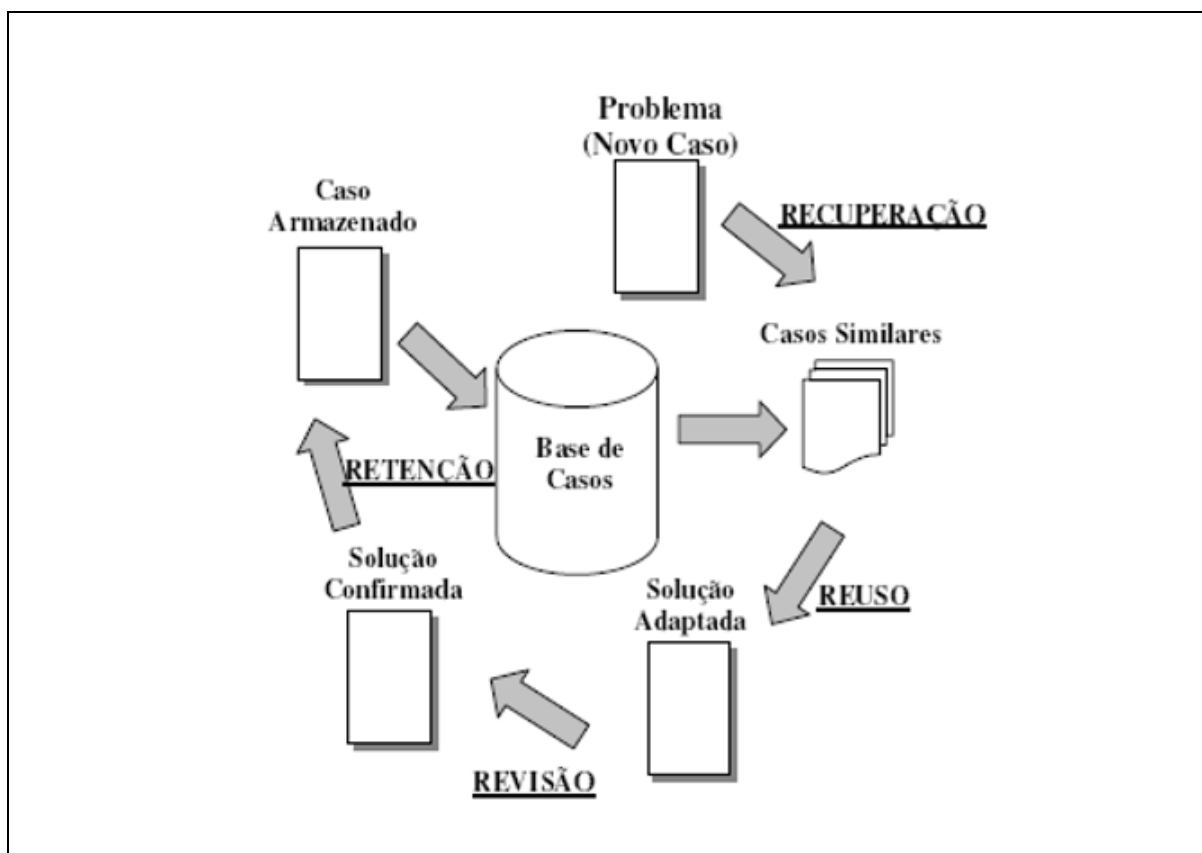 Problema
(Novo Caso)
Caso
Armazenado
RECUPERAÇÃO
Casos Similares
Base de
Casos
RETENÇÃO
Solução
Confirmada
Solução
Adaptada
REUSO
REVISÃO